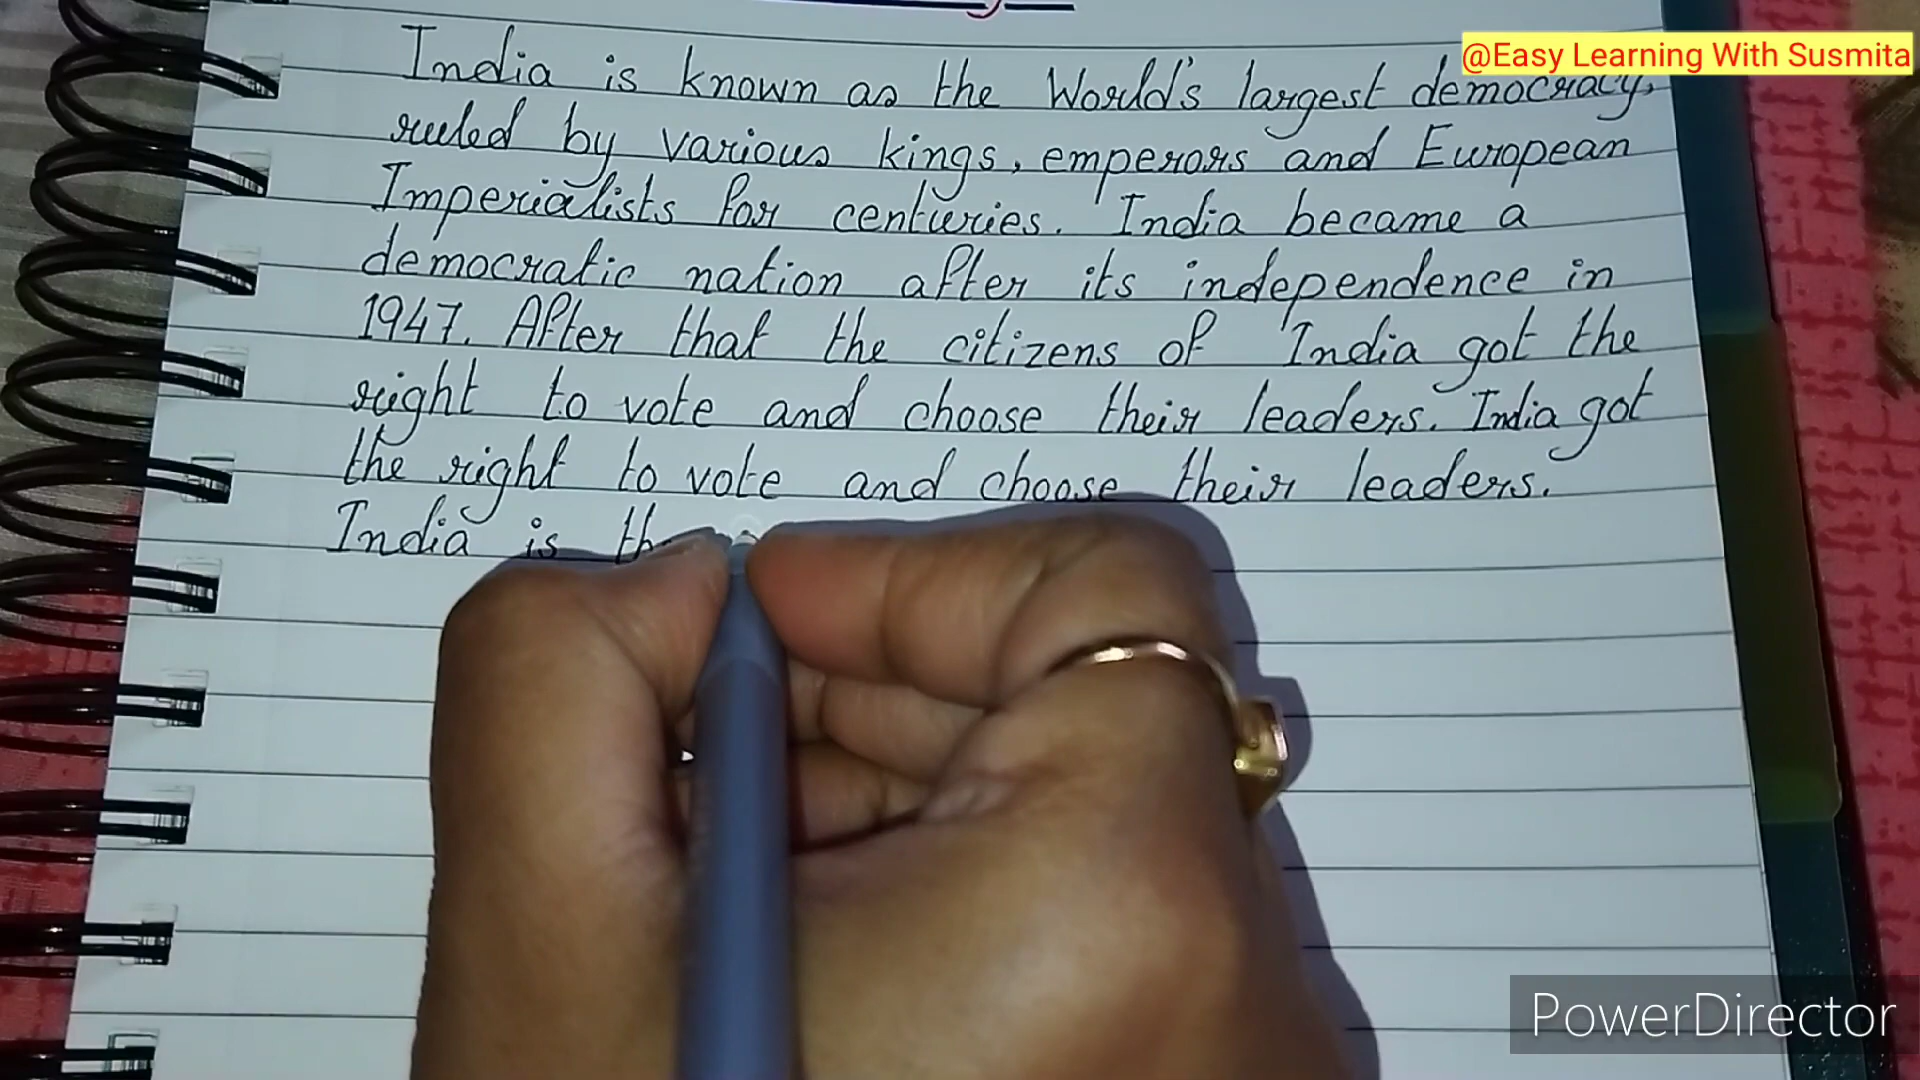 @Easy Learning With Susmita
India is known as the World's largest democracy,
ruled by various kings, emperors and European
Imperialists for centuries. India became a
democratic nation after its independence in
1947. After that the citizens of India got the
right to vote and choose their leaders. India got
the right to vote and choose their leaders.
India is
PowerDirector